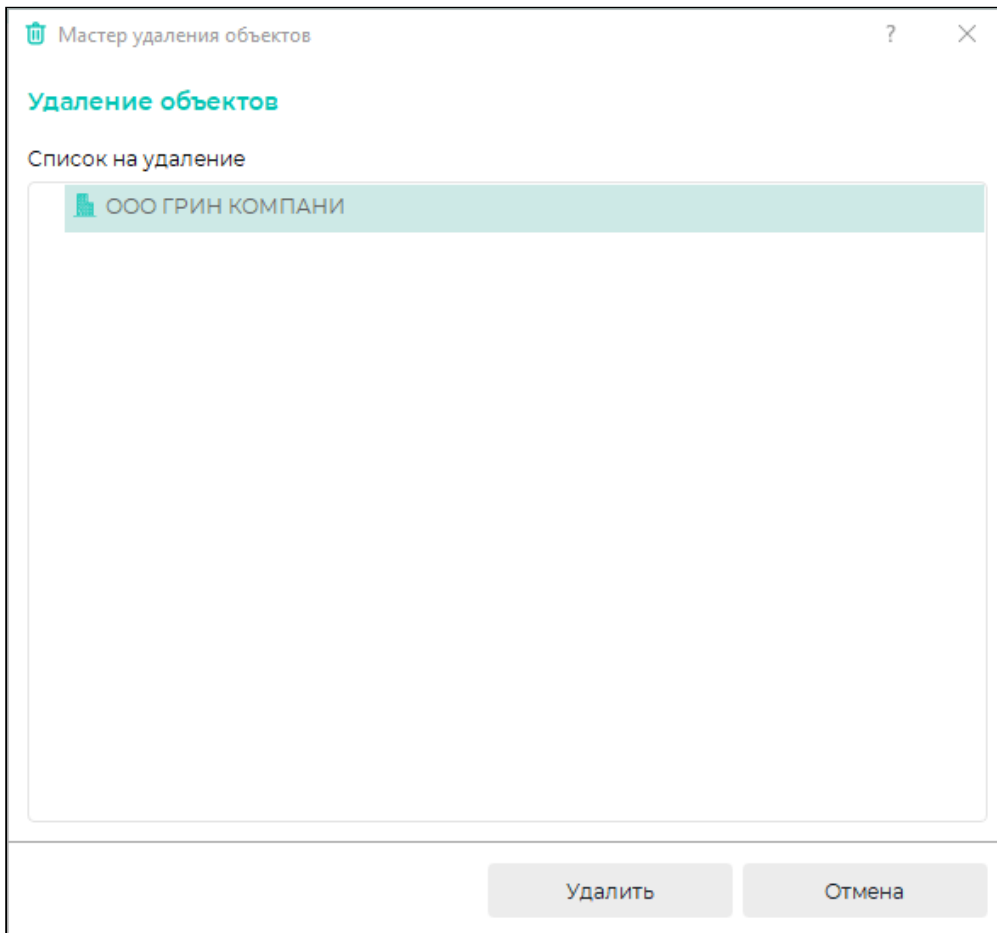 Мастер удаления объектов ?
Удаление объектов
Список на удаление
ООО ГРИН КОМПАНИ
Удалить Отмена